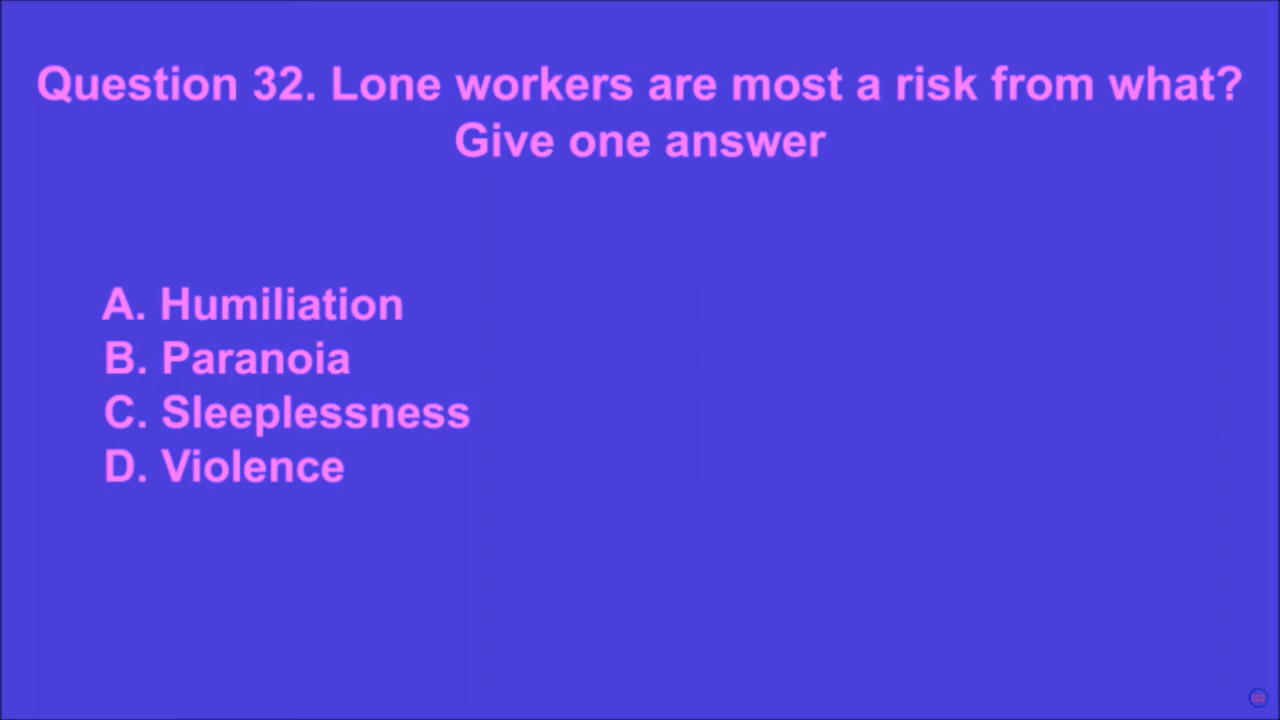 Question 32. Lone workers are most a risk from what?
Give one answer
A. Humiliation
B. Paranoia
C. Sleeplessness
D. Violence